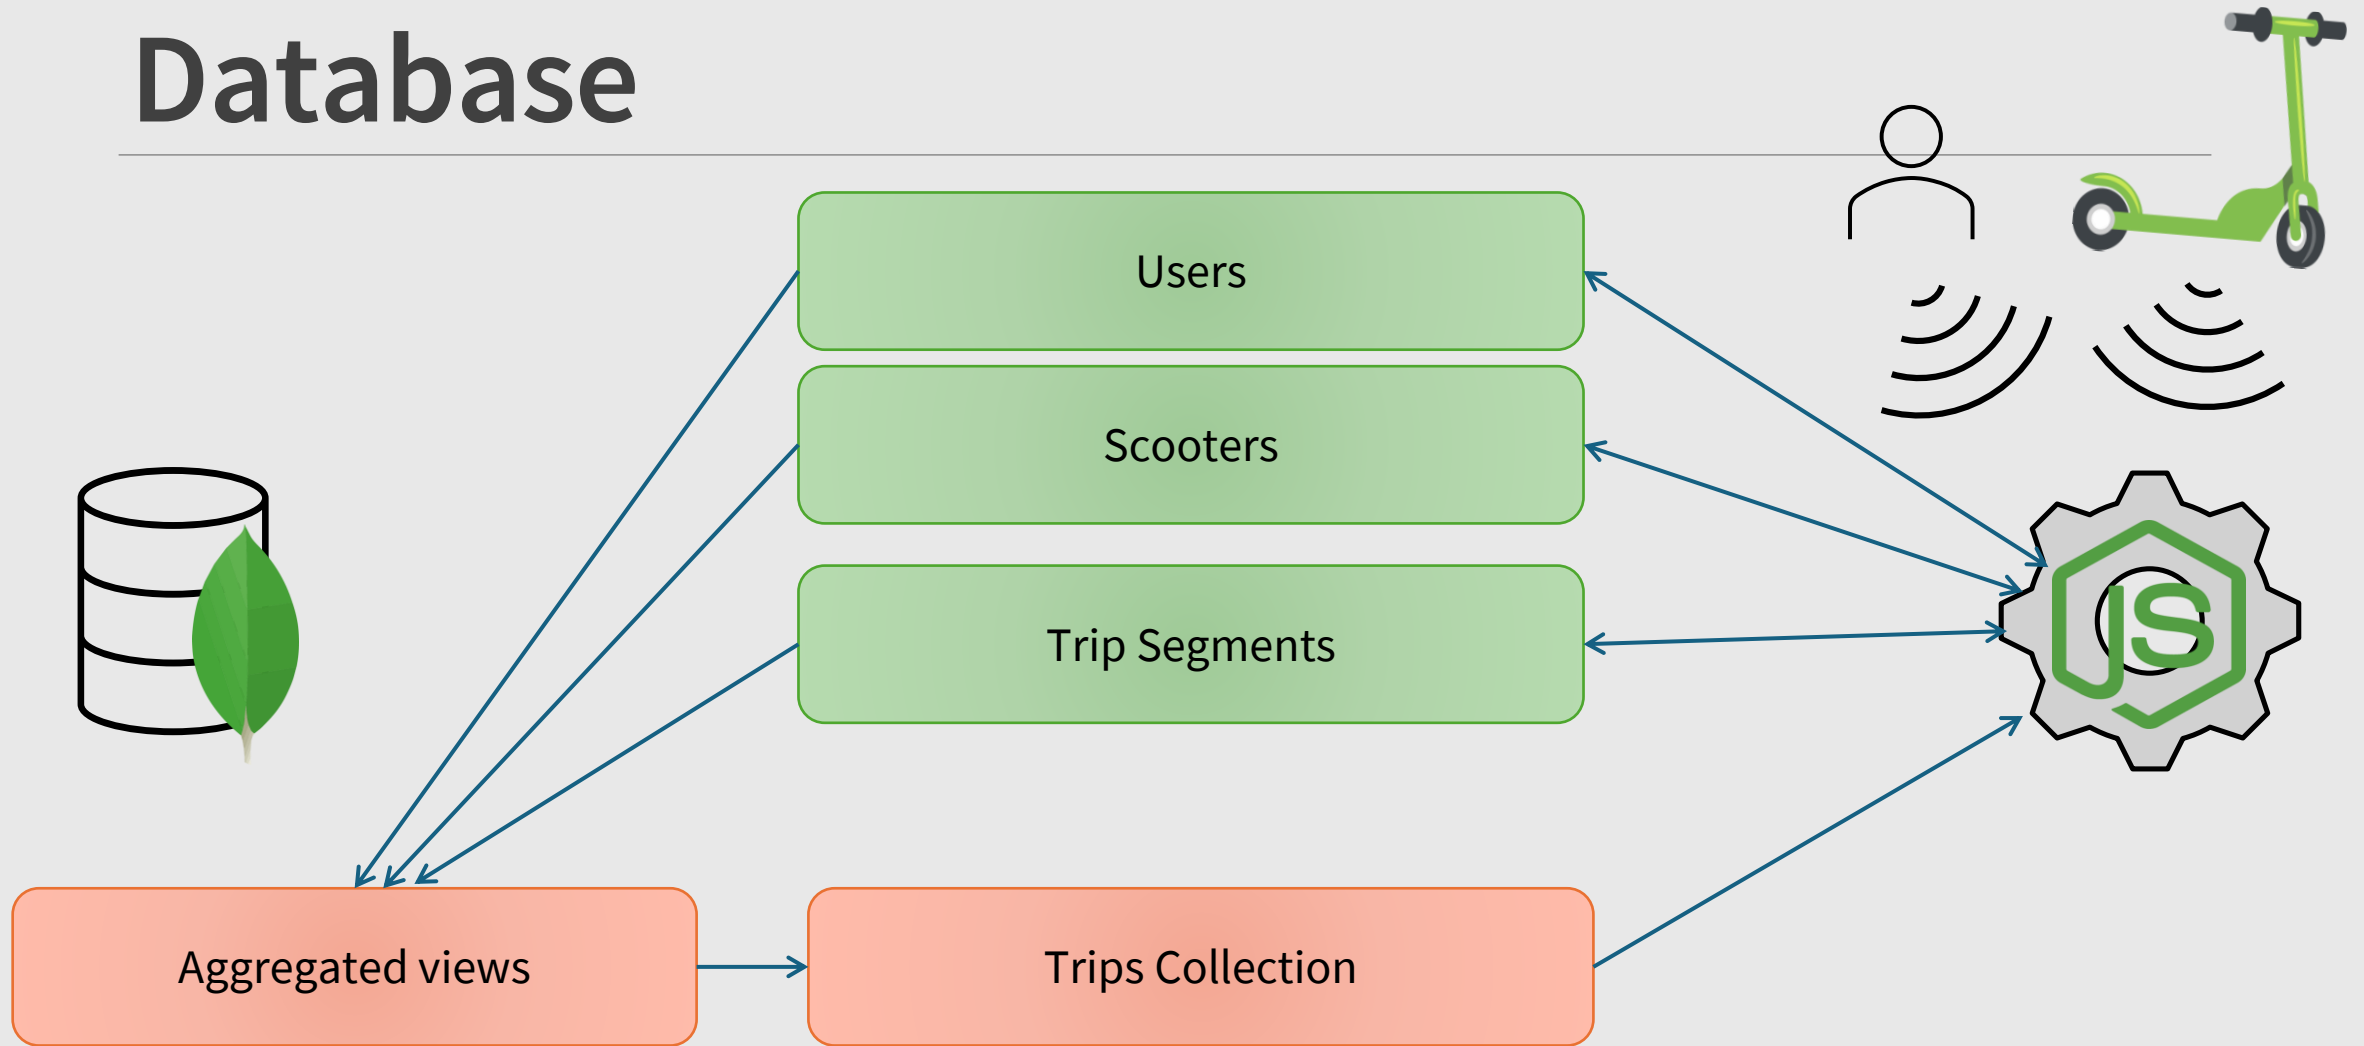 Database
Users
Scooters
Trip Segments
JS
Aggregated views
Trips Collection